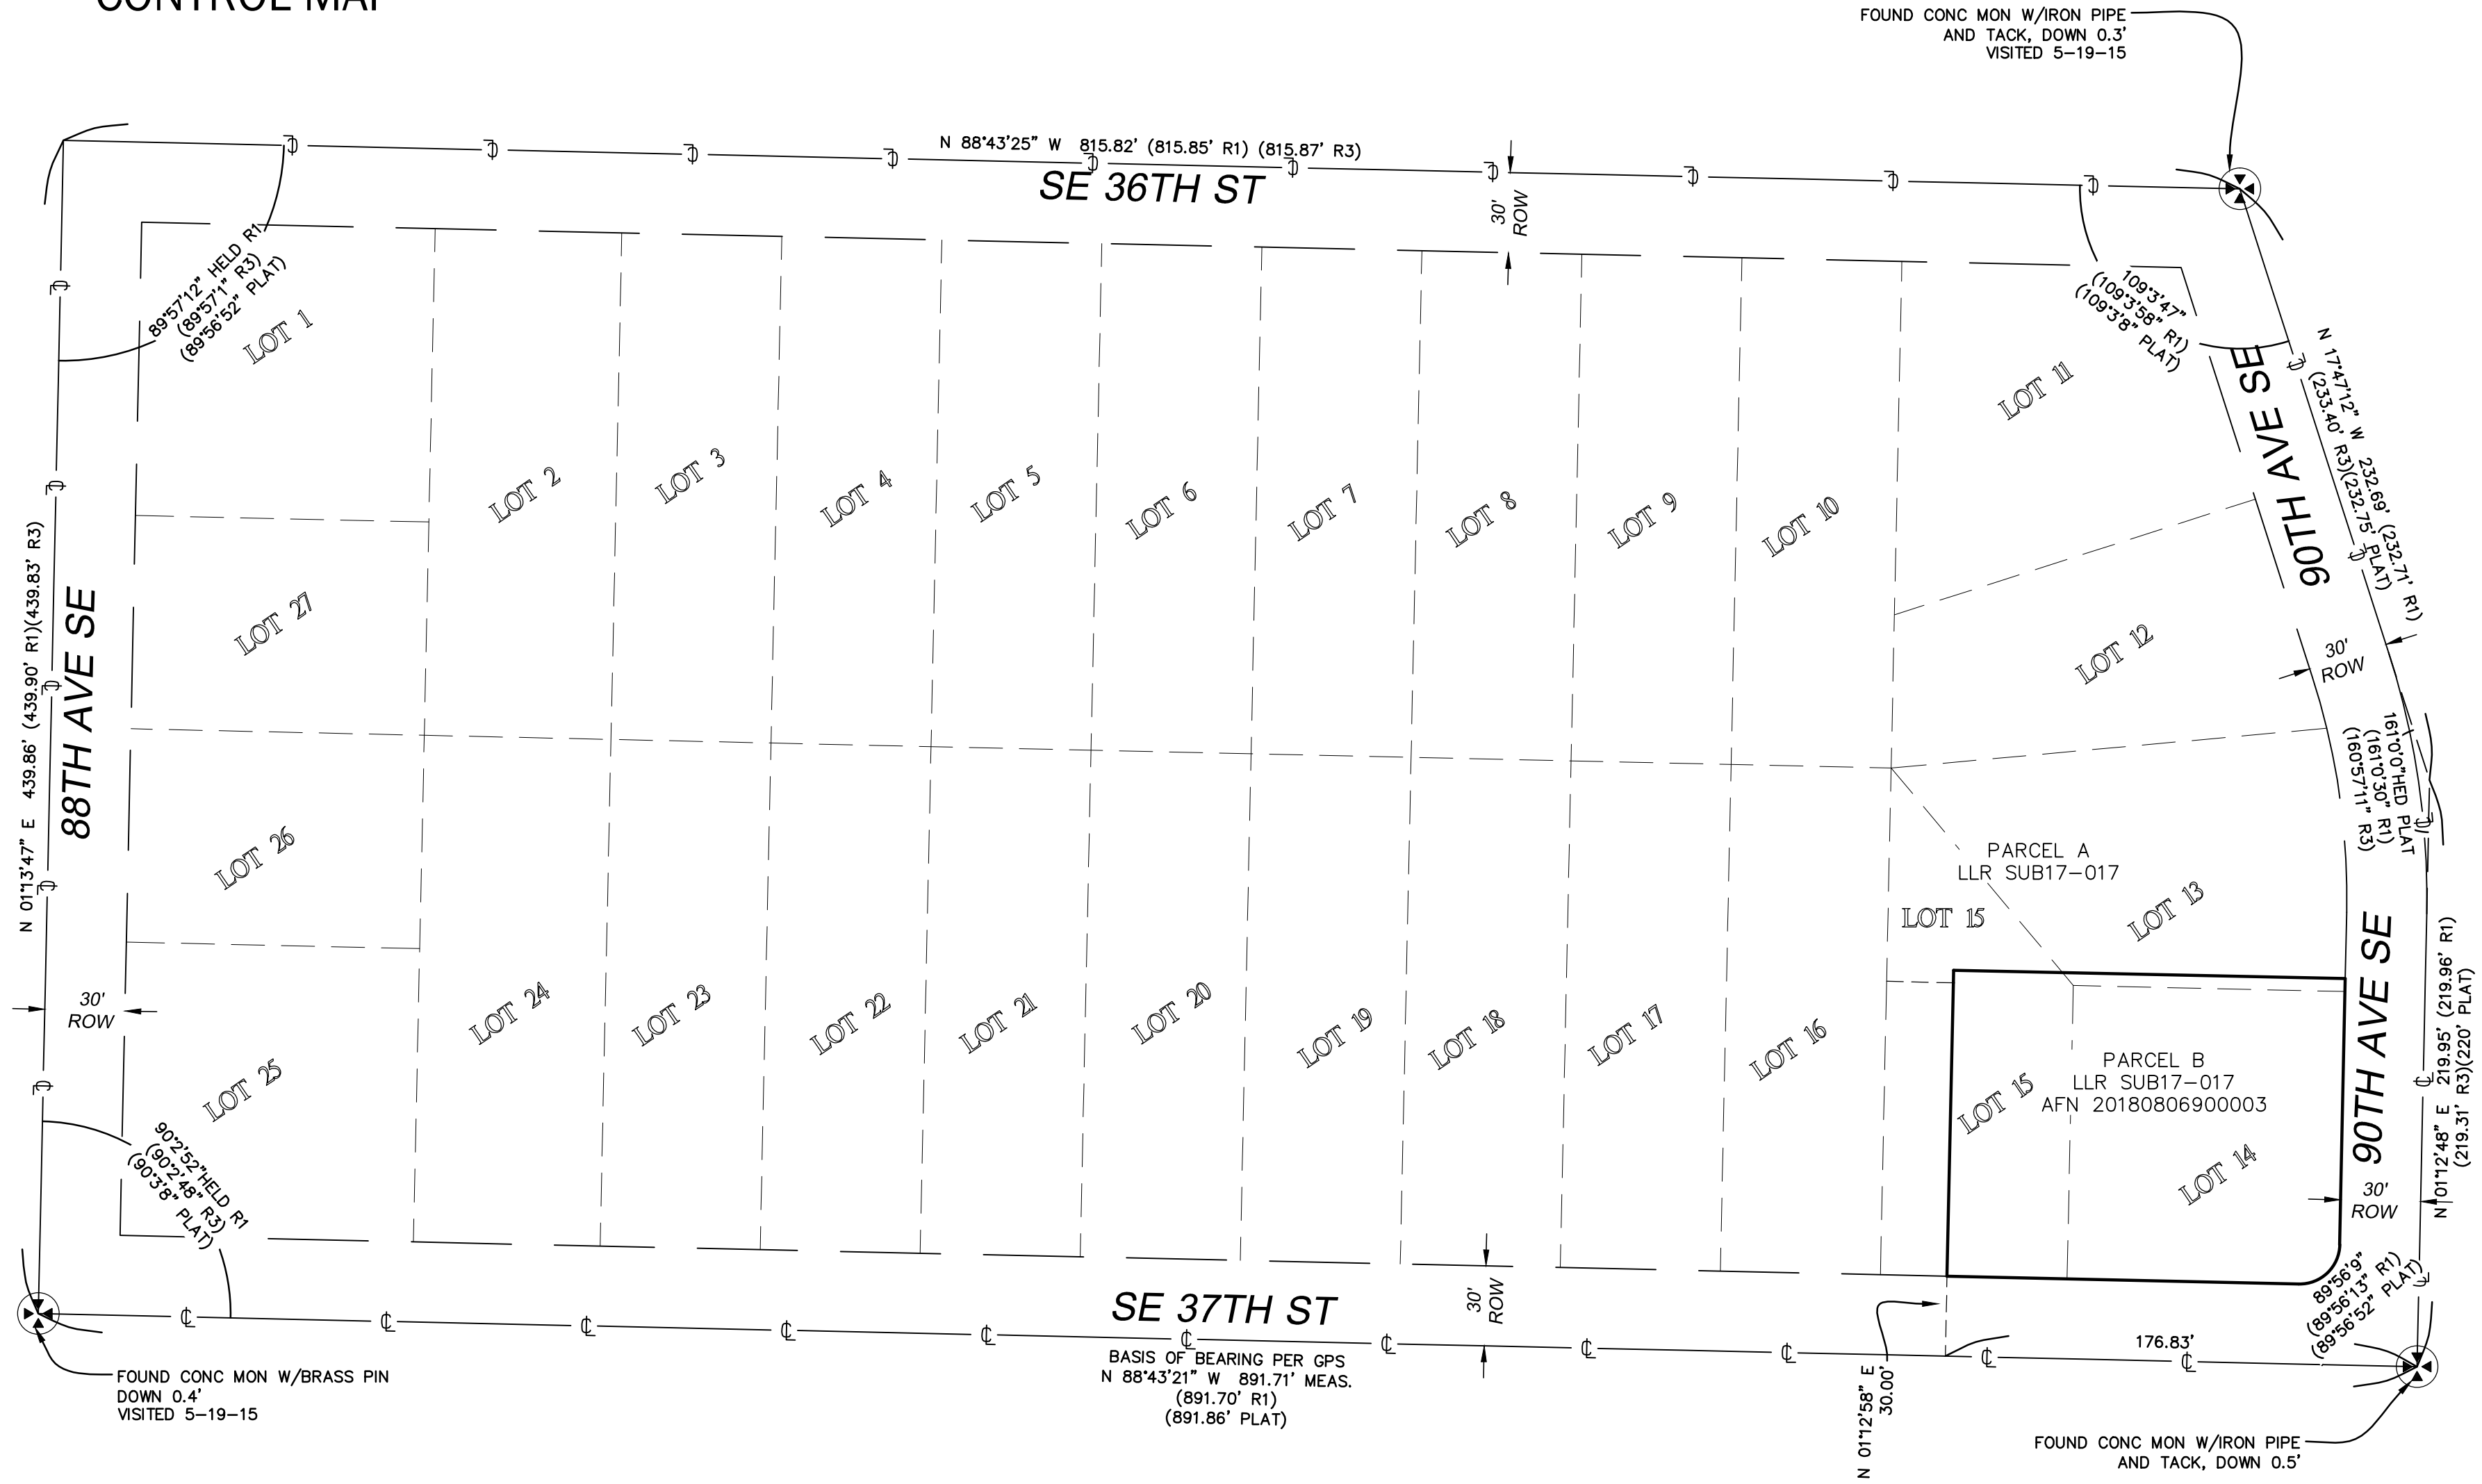 CONTROL MAP
FOUND CONC MON W/IRON PIPE
AND TACK, DOWN 0.3'
VISITED 5-19-15
N 88°43'25" W 815.82' (815.85' R1) (815.87' R3)
SE 36TH ST
30'
ROW
89°57'12" HELD R1
(89°57'1" R3)
(89°56'52" PLAT)
109°3'47"
(109°3'58" R1)
(109°3'8" PLAT)
LOT 1
LOT 2
LOT 3
LOT 4
LOT 5
LOT 6
LOT 7
LOT 8
LOT 9
LOT 10
LOT 11
90TH AVE SE
N 17°47'12" W 232.69' (232.71' R1)
(233.40' R3)(232.75' PLAT)
N 01°13'47" E 439.86' (439.90' R1)(439.83' R3)
88TH AVE SE
LOT 27
LOT 12
30'
ROW
161°0'0"HED PLAT
(161°0'30" R1)
(160°57'11" R3)
LOT 26
PARCEL A
LLR SUB17-017
LOT 15
LOT 13
90TH AVE SE
N 01°12'48" E 219.95' (219.96' R1)
(219.31' R3)(220' PLAT)
30'
ROW
LOT 25
LOT 24
LOT 23
LOT 22
LOT 21
LOT 20
LOT 19
LOT 18
LOT 17
LOT 16
LOT 15
PARCEL B
LLR SUB17-017
AFN 20180806900003
LOT 14
30'
ROW
90°2'52"HELD R1
(90°2'48" R3)
(90°3'8" PLAT)
89°56'9"
(89°56'13" R1)
(89°56'52" PLAT)
SE 37TH ST
30'
ROW
BASIS OF BEARING PER GPS
N 88°43'21" W 891.71' MEAS.
(891.70' R1)
(891.86' PLAT)
176.83'
N 01°12'58" E
30.00'
FOUND CONC MON W/BRASS PIN
DOWN 0.4'
VISITED 5-19-15
FOUND CONC MON W/IRON PIPE
AND TACK, DOWN 0.5'